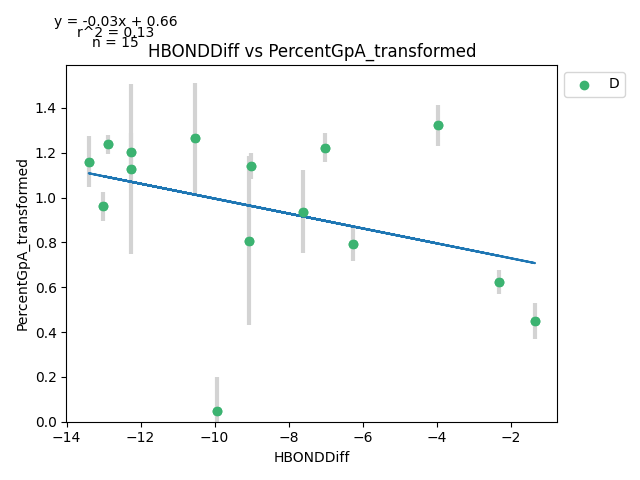 y = -0.03x + 0.66
r^2 = 0.13
n = 15
HBONDDiff vs PercentGpA_transformed
D
PercentGpA_transformed
1.4
1.2
1.0
0.8
0.6
0.4
0.2
0.0
−14 −12 −10 −8 −6 −4 −2
HBONDDiff